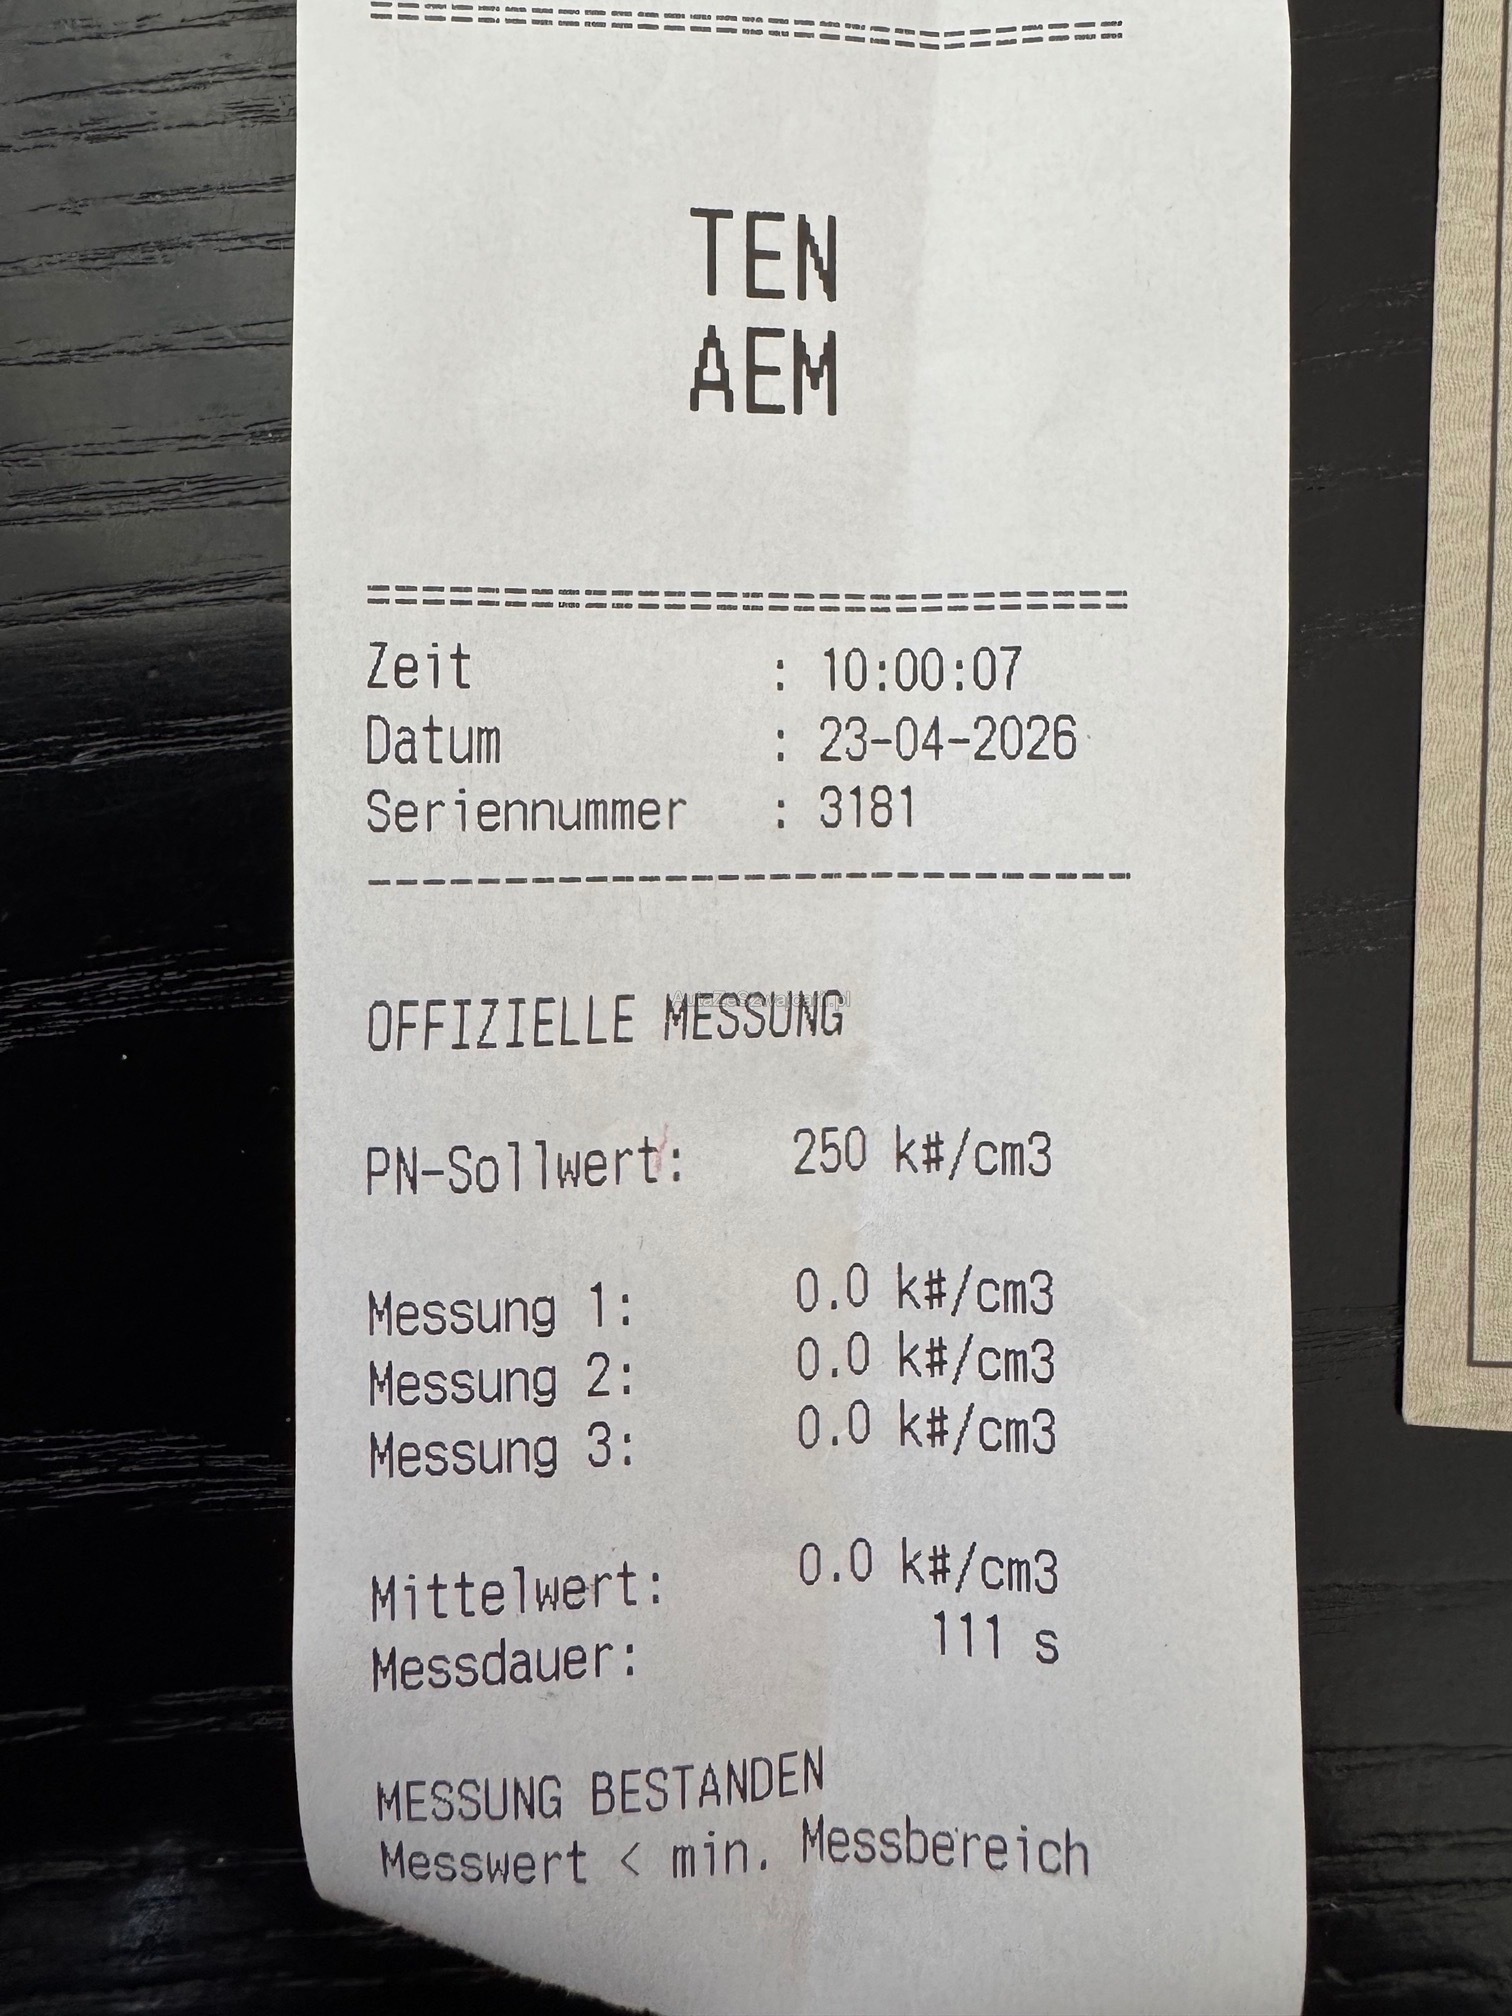 ==============================
TEN
AEM
==============================
Zeit : 10:00:07
Datum : 23-04-2026
Seriennummer : 3181
------------------------------
OFFIZIELLE MESSUNG
AutaZeSzwajcarii.pl
PN-Sollwert: 250 k#/cm3
Messung 1: 0.0 k#/cm3
Messung 2: 0.0 k#/cm3
Messung 3: 0.0 k#/cm3
Mittelwert: 0.0 k#/cm3
Messdauer: 111 s
MESSUNG BESTANDEN
Messwert < min. Messbereich